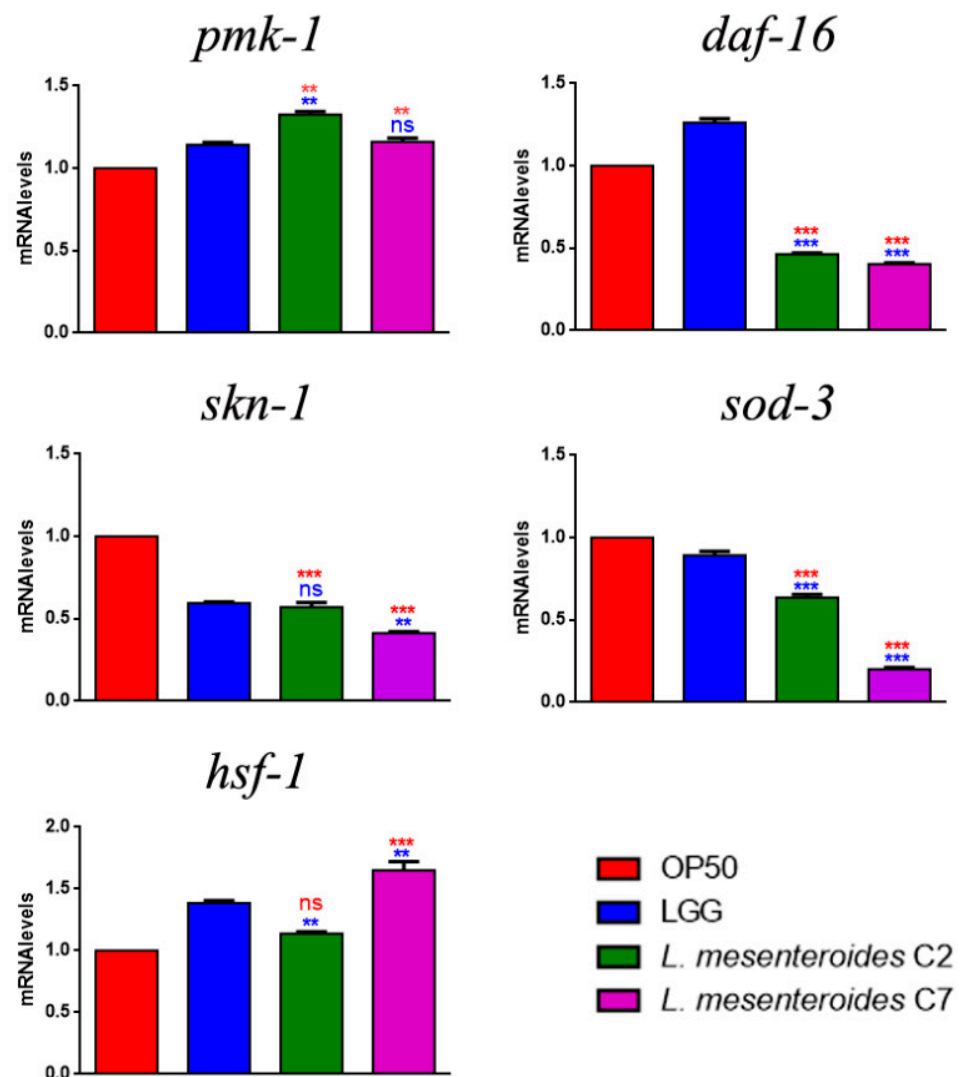 pmk-1
mRNAlevels
1.5
1.0
0.5
0.0
**
**
**
ns
daf-16
mRNAlevels
1.5
1.0
0.5
0.0
***
***
***
***
skn-1
mRNAlevels
1.5
1.0
0.5
0.0
***
ns
***
**
sod-3
mRNAlevels
1.5
1.0
0.5
0.0
***
***
***
***
hsf-1
mRNAlevels
2.0
1.5
1.0
0.5
0.0
ns
**
***
**
OP50
LGG
L. mesenteroides C2
L. mesenteroides C7